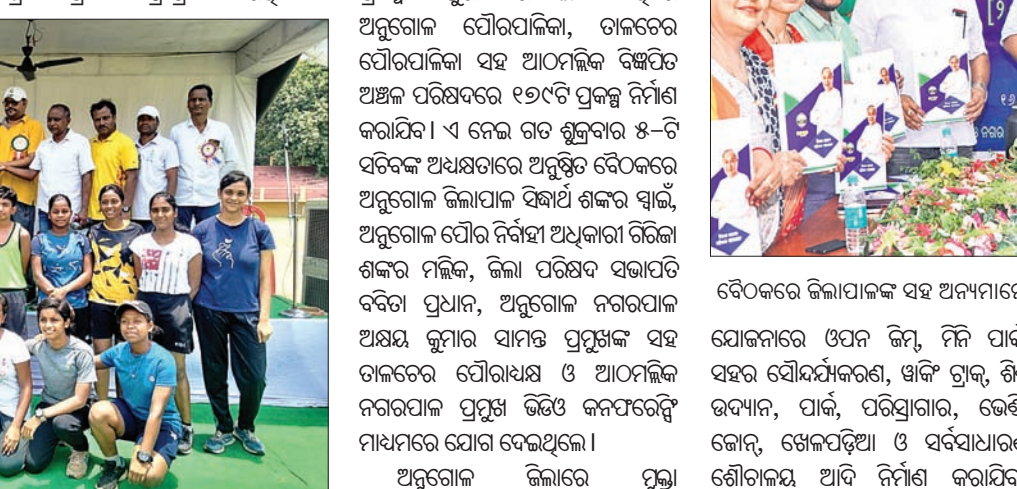 ଅନୁଗୋଳ ପୌରପାଳିକା, ତାଳଚେର
ପୌରପାଳିକା ସହ ଆଠମଲ୍ଲିକ ବିଜ୍ଞପିତ
ଅଞ୍ଚଳ ପରିଷଦରେ ୧୭୯ଟି ପ୍ରକଳ୍ପ ନିର୍ମାଣ
କରାଯିବ। ଏ ନେଇ ଗତ ଶୁକ୍ରବାର ୫–ଟି
ସଚିବଙ୍କ ଅଧ୍ୟକ୍ଷତାରେ ଅନୁଷ୍ଠିତ ବୈଠକରେ
ଅନୁଗୋଳ ଜିଲାପାଳ ସିଦ୍ଧାର୍ଥ ଶଙ୍କର ସ୍ୱାଇଁ,
ଅନୁଗୋଳ ପୌର ନିର୍ବାହୀ ଅଧିକାରୀ ଗିରିଜା
ଶଙ୍କର ମଲ୍ଲିକ, ଜିଲା ପରିଷଦ ସଭାପତି
ବବିତା ପ୍ରଧାନ, ଅନୁଗୋଳ ନଗରପାଳ
ଅକ୍ଷୟ କୁମାର ସାମନ୍ତ ପ୍ରମୁଖଙ୍କ ସହ
ତାଳଚେର ପୌରାଧ୍ୟକ୍ଷ ଓ ଆଠମଲ୍ଲିକ
ନଗରପାଳ ପ୍ରମୁଖ ଭିଡିଓ କନଫରେନ୍ସିଂ
ମାଧ୍ୟମରେ ଯୋଗ ଦେଇଥିଲେ।
ଅନୁଗୋଳ ଜିଲାରେ ମୁକ୍ତା
ବୈଠକରେ ଜିଲାପାଳଙ୍କ ସହ ଅନ୍ୟମାନେ
ଯୋଜନାରେ ଓପନ ଜିମ୍, ମିନି ପାର୍କ
ସହର ସୌନ୍ଦର୍ଯ୍ୟକରଣ, ୱାକିଂ ଟ୍ରାକ୍,
ଉଦ୍ୟାନ, ପାର୍କ, ପରିସ୍ରାଗାର,
ଜୋନ୍, ଖେଳପଡ଼ିଆ ଓ ସର୍ବସାଧାରଣ
ଶୌଚାଳୟ ଆଦି ନିର୍ମାଣ କରାଯିବ